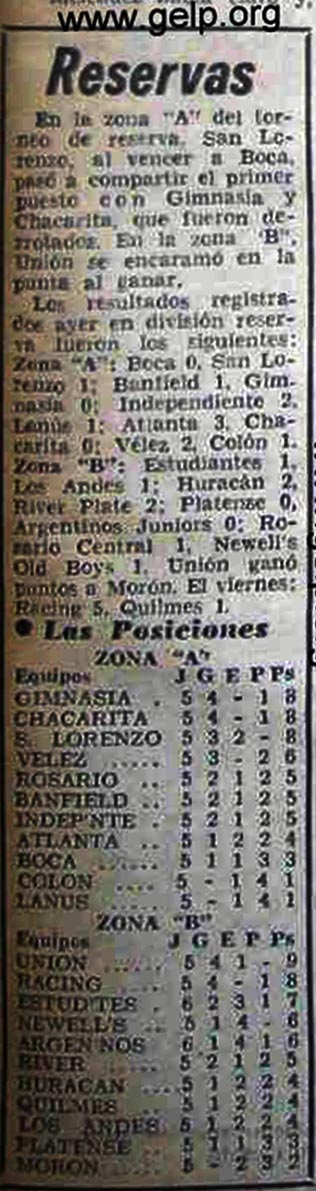 www.gelp.org
Reservas
En la zona "A" del tor-
neo de reserva, San Lo-
renzo, al vencer a Boca,
pasó a compartir el primer
puesto con Gimnasia y
Chacarita, que fueron de-
rrotados. En la zona "B",
Unión se encaramó en la
punta al ganar.
Los resultados registra-
dos ayer en división reser-
va fueron los siguientes:
Zona "A": Boca 0, San Lo-
renzo 1; Banfield 1, Gim-
nasia 0; Independiente 2,
Lanús 1; Atlanta 3, Cha-
carita 0; Vélez 2, Colón 1.
Zona "B": Estudiantes 1,
Los Andes 1; Huracán 2,
River Plate 2; Platense 0,
Argentinos Juniors 0; Ro-
sario Central 1, Newell's
Old Boys 1. Unión ganó
puntos a Morón. El viernes:
Racing 5, Quilmes 1.
● Las Posiciones
ZONA "A"
Equipos J G E P Ps
GIMNASIA . 5 4 - 1 8
CHACARITA 5 4 - 1 8
S. LORENZO 5 3 2 - 8
VELEZ ...... 5 3 - 2 6
ROSARIO .. 5 2 1 2 5
BANFIELD .. 5 2 1 2 5
INDEP'NTE . 5 2 1 2 5
ATLANTA .. 5 1 2 2 4
BOCA ....... 5 1 1 3 3
COLON .... 5 - 1 4 1
LANUS ..... 5 - 1 4 1
ZONA "B"
Equipos J G E P Ps
UNION ...... 5 4 1 - 9
RACING .... 5 4 - 1 8
ESTUD'TES . 6 2 3 1 7
NEWELL'S .. 5 1 4 - 6
ARGEN'NOS 6 1 4 1 6
RIVER ...... 5 2 1 2 5
HURACAN .... 5 1 2 2 4
QUILMES .. 5 1 2 2 4
LOS ANDES 5 1 2 2 4
PLATENSE .. 5 1 1 3 3
MORON ..... 5 - 2 3 2